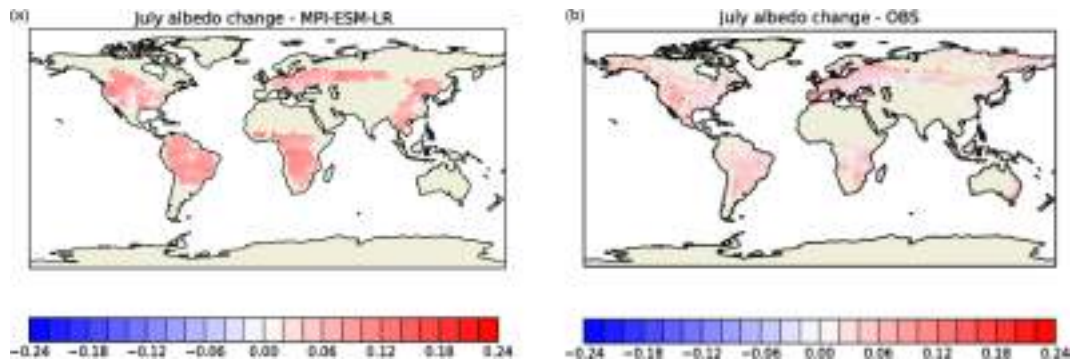 (a) July albedo change - MPI-ESM-LR
(b) July albedo change - OBS
−0.24 −0.18 −0.12 −0.06 0.00 0.06 0.12 0.18 0.24
−0.24 −0.18 −0.12 −0.06 0.00 0.06 0.12 0.18 0.24